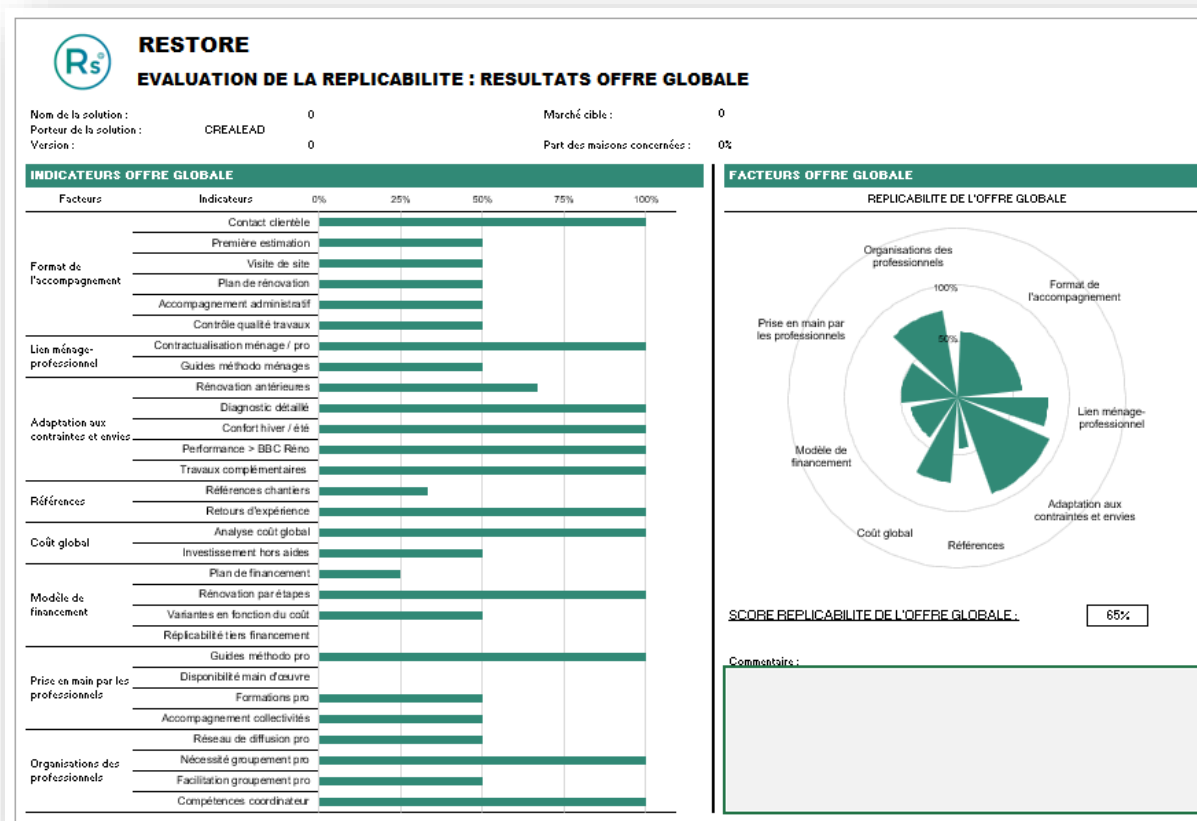 Rs
RESTORE
EVALUATION DE LA REPLICABILITE : RESULTATS OFFRE GLOBALE
Nom de la solution : 0 Marché cible : 0
Porteur de la solution : CREALEAD
Version : 0 Part des maisons concernées : 0%
INDICATEURS OFFRE GLOBALE
Facteurs Indicateurs 0% 25% 50% 75% 100%
Format de l'accompagnement
Contact clientèle
Première estimation
Visite de site
Plan de rénovation
Accompagnement administratif
Contrôle qualité travaux
Lien ménage-
professionnel
Contractualisation ménage / pro
Guides méthodo ménages
Adaptation aux
contraintes et envies
Rénovation antérieures
Diagnostic détaillé
Confort hiver / été
Performance > BBC Réno
Travaux complémentaires
Références
Références chantiers
Retours d'expérience
Coût global
Analyse coût global
Investissement hors aides
Modèle de
financement
Plan de financement
Rénovation par étapes
Variantes en fonction du coût
Réplicabilité tiers financement
Prise en main par les
professionnels
Guides méthodo pro
Disponibilité main d'œuvre
Formations pro
Accompagnement collectivités
Organisations des
professionnels
Réseau de diffusion pro
Nécessité groupement pro
Facilitation groupement pro
Compétences coordinateur
FACTEURS OFFRE GLOBALE
REPLICABILITE DE L'OFFRE GLOBALE
Organisations des
professionnels
Format de
l'accompagnement
100%
50%
Prise en main par
les professionnels
Lien ménage-
professionnel
Modèle de
financement
Adaptation aux
contraintes et envies
Coût global
Références
SCORE REPLICABILITE DE L'OFFRE GLOBALE : 65%
Commentaire :